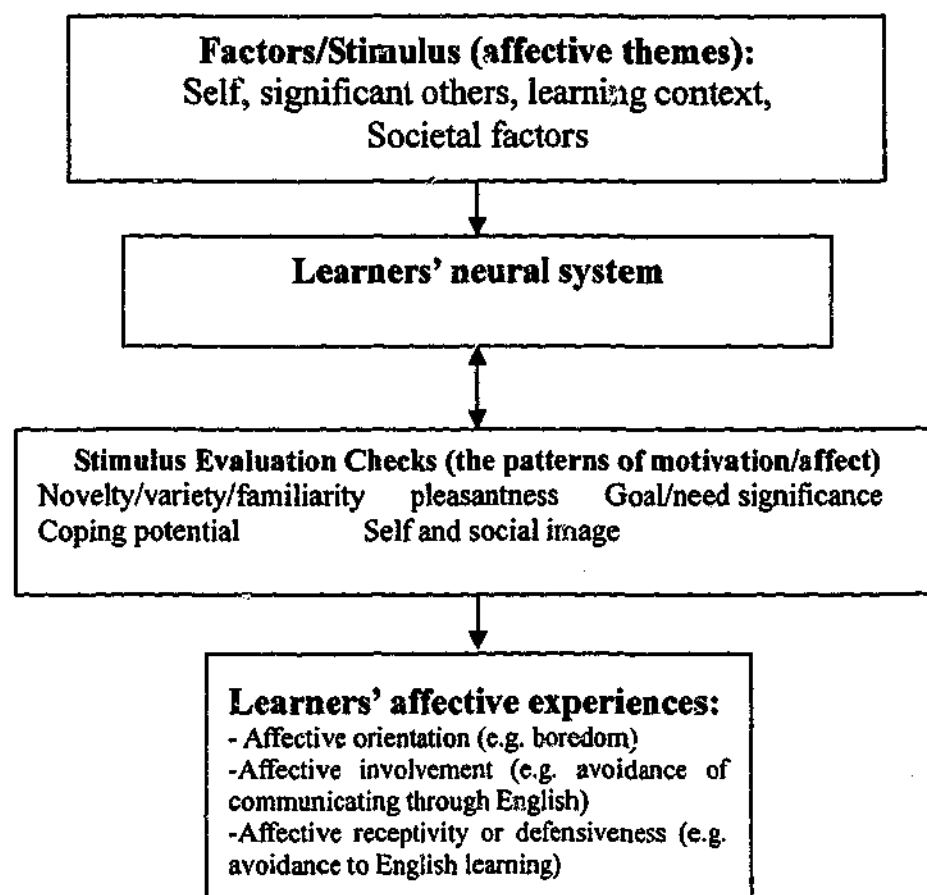 Factors/Stimulus (affective themes):
Self, significant others, learning context,
Societal factors
Learners' neural system
Stimulus Evaluation Checks (the patterns of motivation/affect)
Novelty/variety/familiarity pleasantness Goal/need significance
Coping potential Self and social image
Learners' affective experiences:
- Affective orientation (e.g. boredom)
-Affective involvement (e.g. avoidance of
communicating through English)
-Affective receptivity or defensiveness (e.g.
avoidance to English learning)